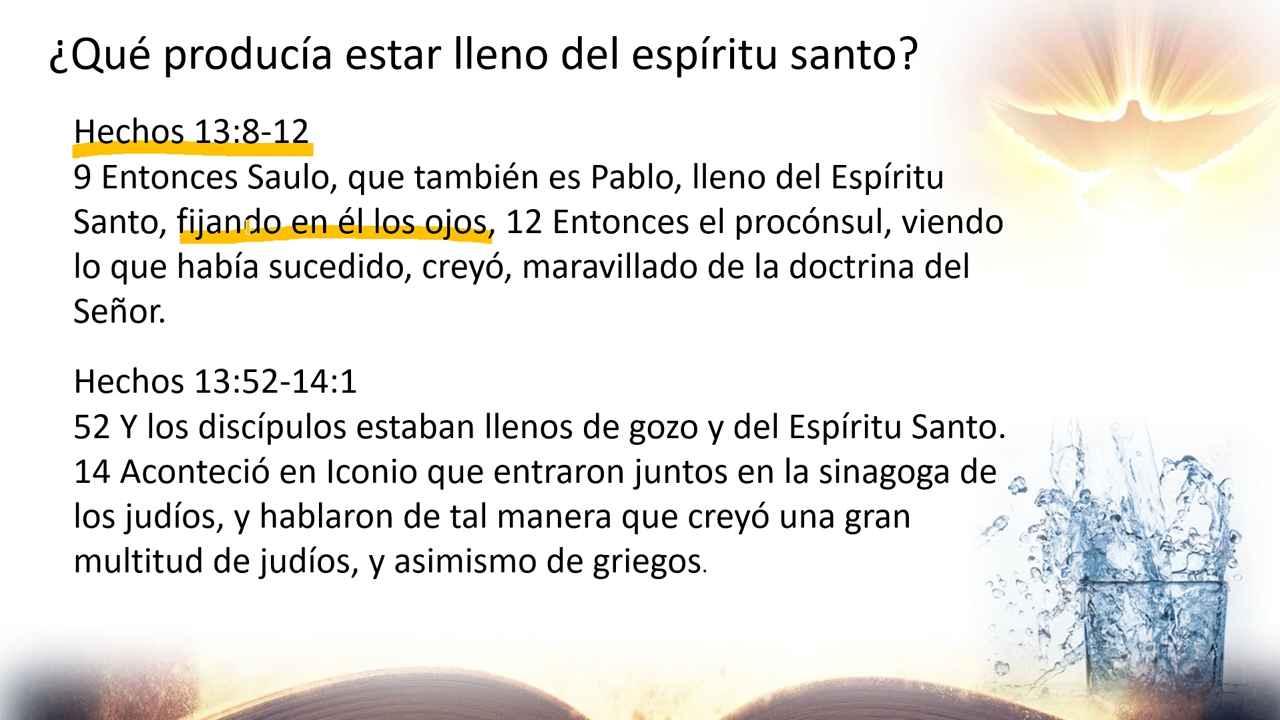 ¿Qué producía estar lleno del espíritu santo?
Hechos 13:8-12
9 Entonces Saulo, que también es Pablo, lleno del Espíritu
Santo, fijando en él los ojos, 12 Entonces el procónsul, viendo
lo que había sucedido, creyó, maravillado de la doctrina del
Señor.
Hechos 13:52-14:1
52 Y los discípulos estaban llenos de gozo y del Espíritu Santo.
14 Aconteció en Iconio que entraron juntos en la sinagoga de
los judíos, y hablaron de tal manera que creyó una gran
multitud de judíos, y asimismo de griegos.